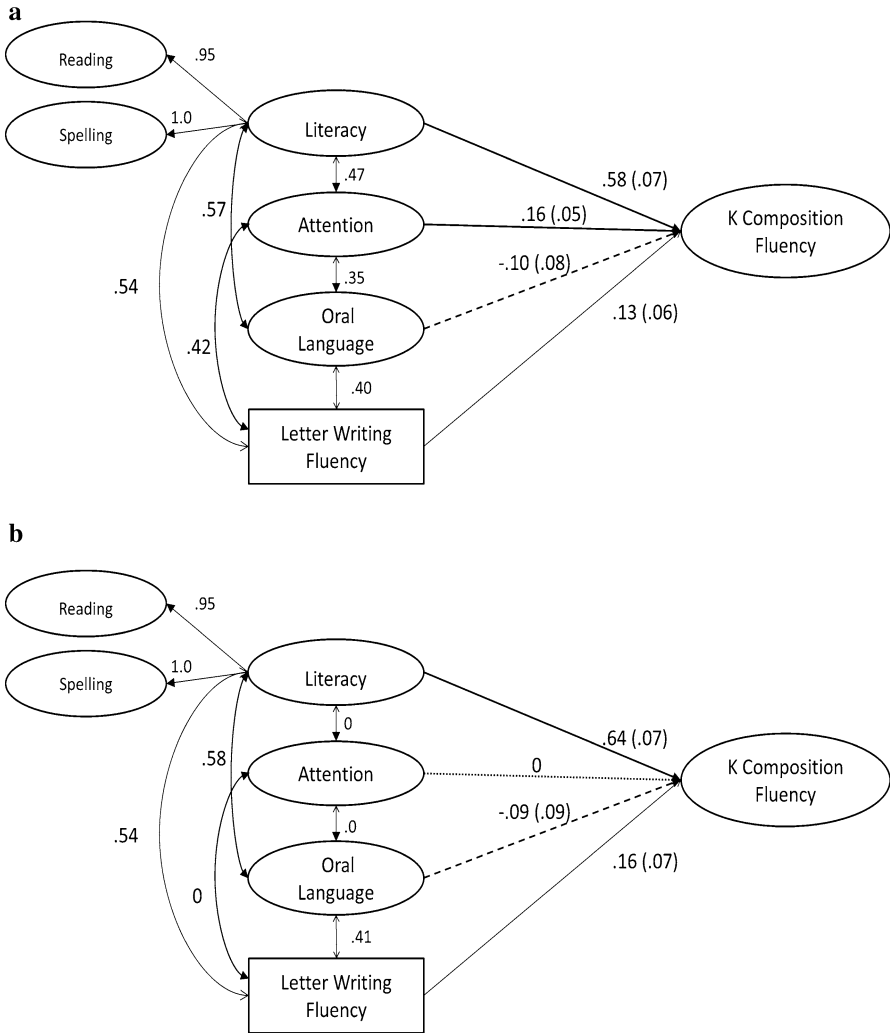 a
Reading
.95
Spelling
1.0
Literacy
.47
.58 (.07)
.57
Attention
.16 (.05)
K Composition
Fluency
.35
-.10 (.08)
.54
Oral
Language
.13 (.06)
.42
.40
Letter Writing
Fluency
b
Reading
.95
Spelling
1.0
Literacy
0
.64 (.07)
.58
Attention
0
K Composition
Fluency
.0
-.09 (.09)
.54
Oral
Language
.16 (.07)
0
.41
Letter Writing
Fluency